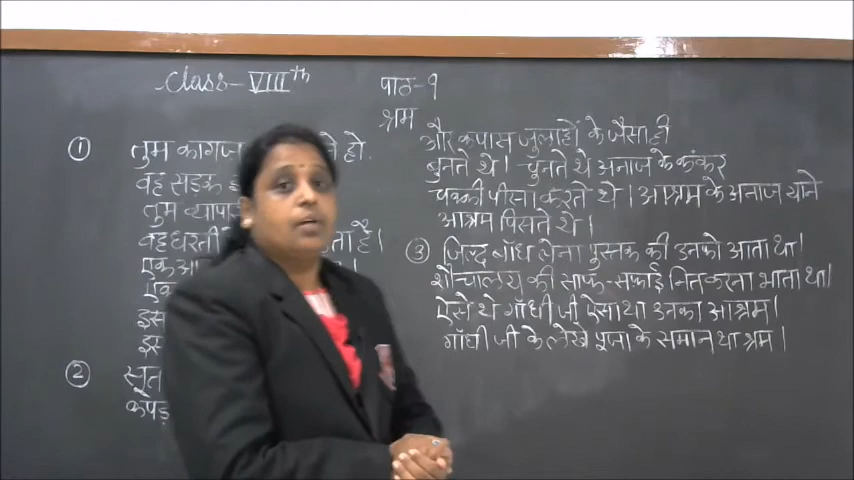 Class-VIIIth
पाठ-9
श्रम
① तुम कागज हो
वह सड़क
तुम व्यापा
वह धरती ता है।
एक
इस
इस
② सूत
कपड़
और कपास जुलाहों के जैसा ही
बुनते थे। चुनते थे अनाज के कंकर
चक्की पीसा करते थे। आश्रम के अनाज याने
आश्रम पिसते थे।
③ जिल्द बाँध लेना पुस्तक की उनको आता था।
शौचालय की साफ-सफाई नित करना भाता था।
ऐसे थे गाँधी जी ऐसा था उनका आश्रम।
गाँधी जी के लेखे पूजा के समान था श्रम।